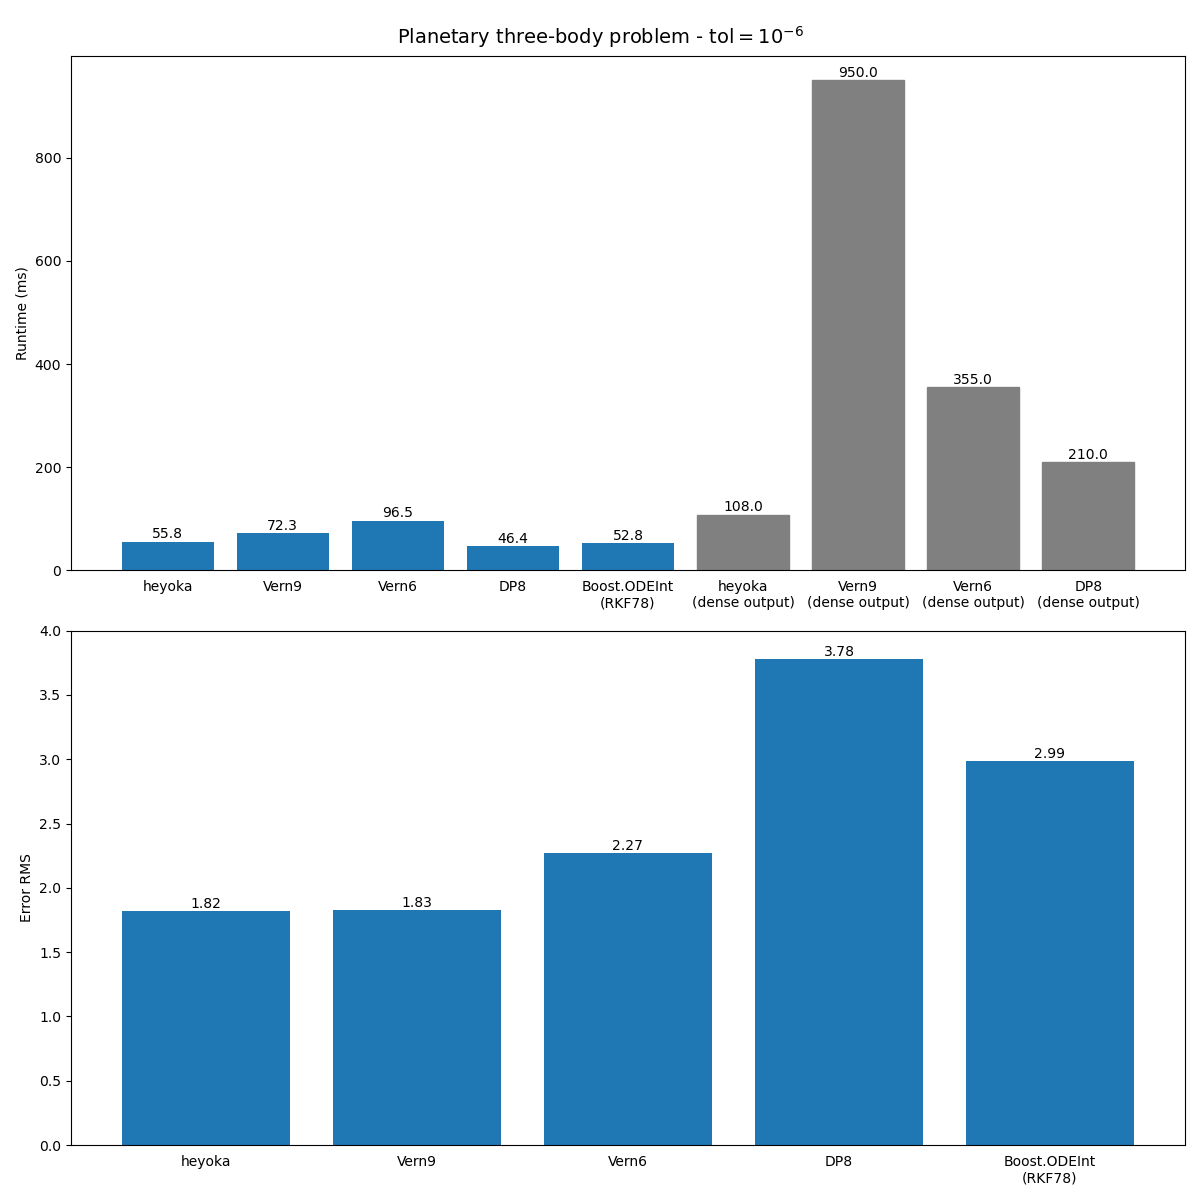 Planetary three-body problem - tol = 10⁻⁶
Runtime (ms)
800
600
400
200
0
55.8
72.3
96.5
46.4
52.8
108.0
950.0
355.0
210.0
heyoka
Vern9
Vern6
DP8
Boost.ODEInt
(RKF78)
heyoka
(dense output)
Vern9
(dense output)
Vern6
(dense output)
DP8
(dense output)
Error RMS
4.0
3.5
3.0
2.5
2.0
1.5
1.0
0.5
0.0
1.82
1.83
2.27
3.78
2.99
heyoka
Vern9
Vern6
DP8
Boost.ODEInt
(RKF78)